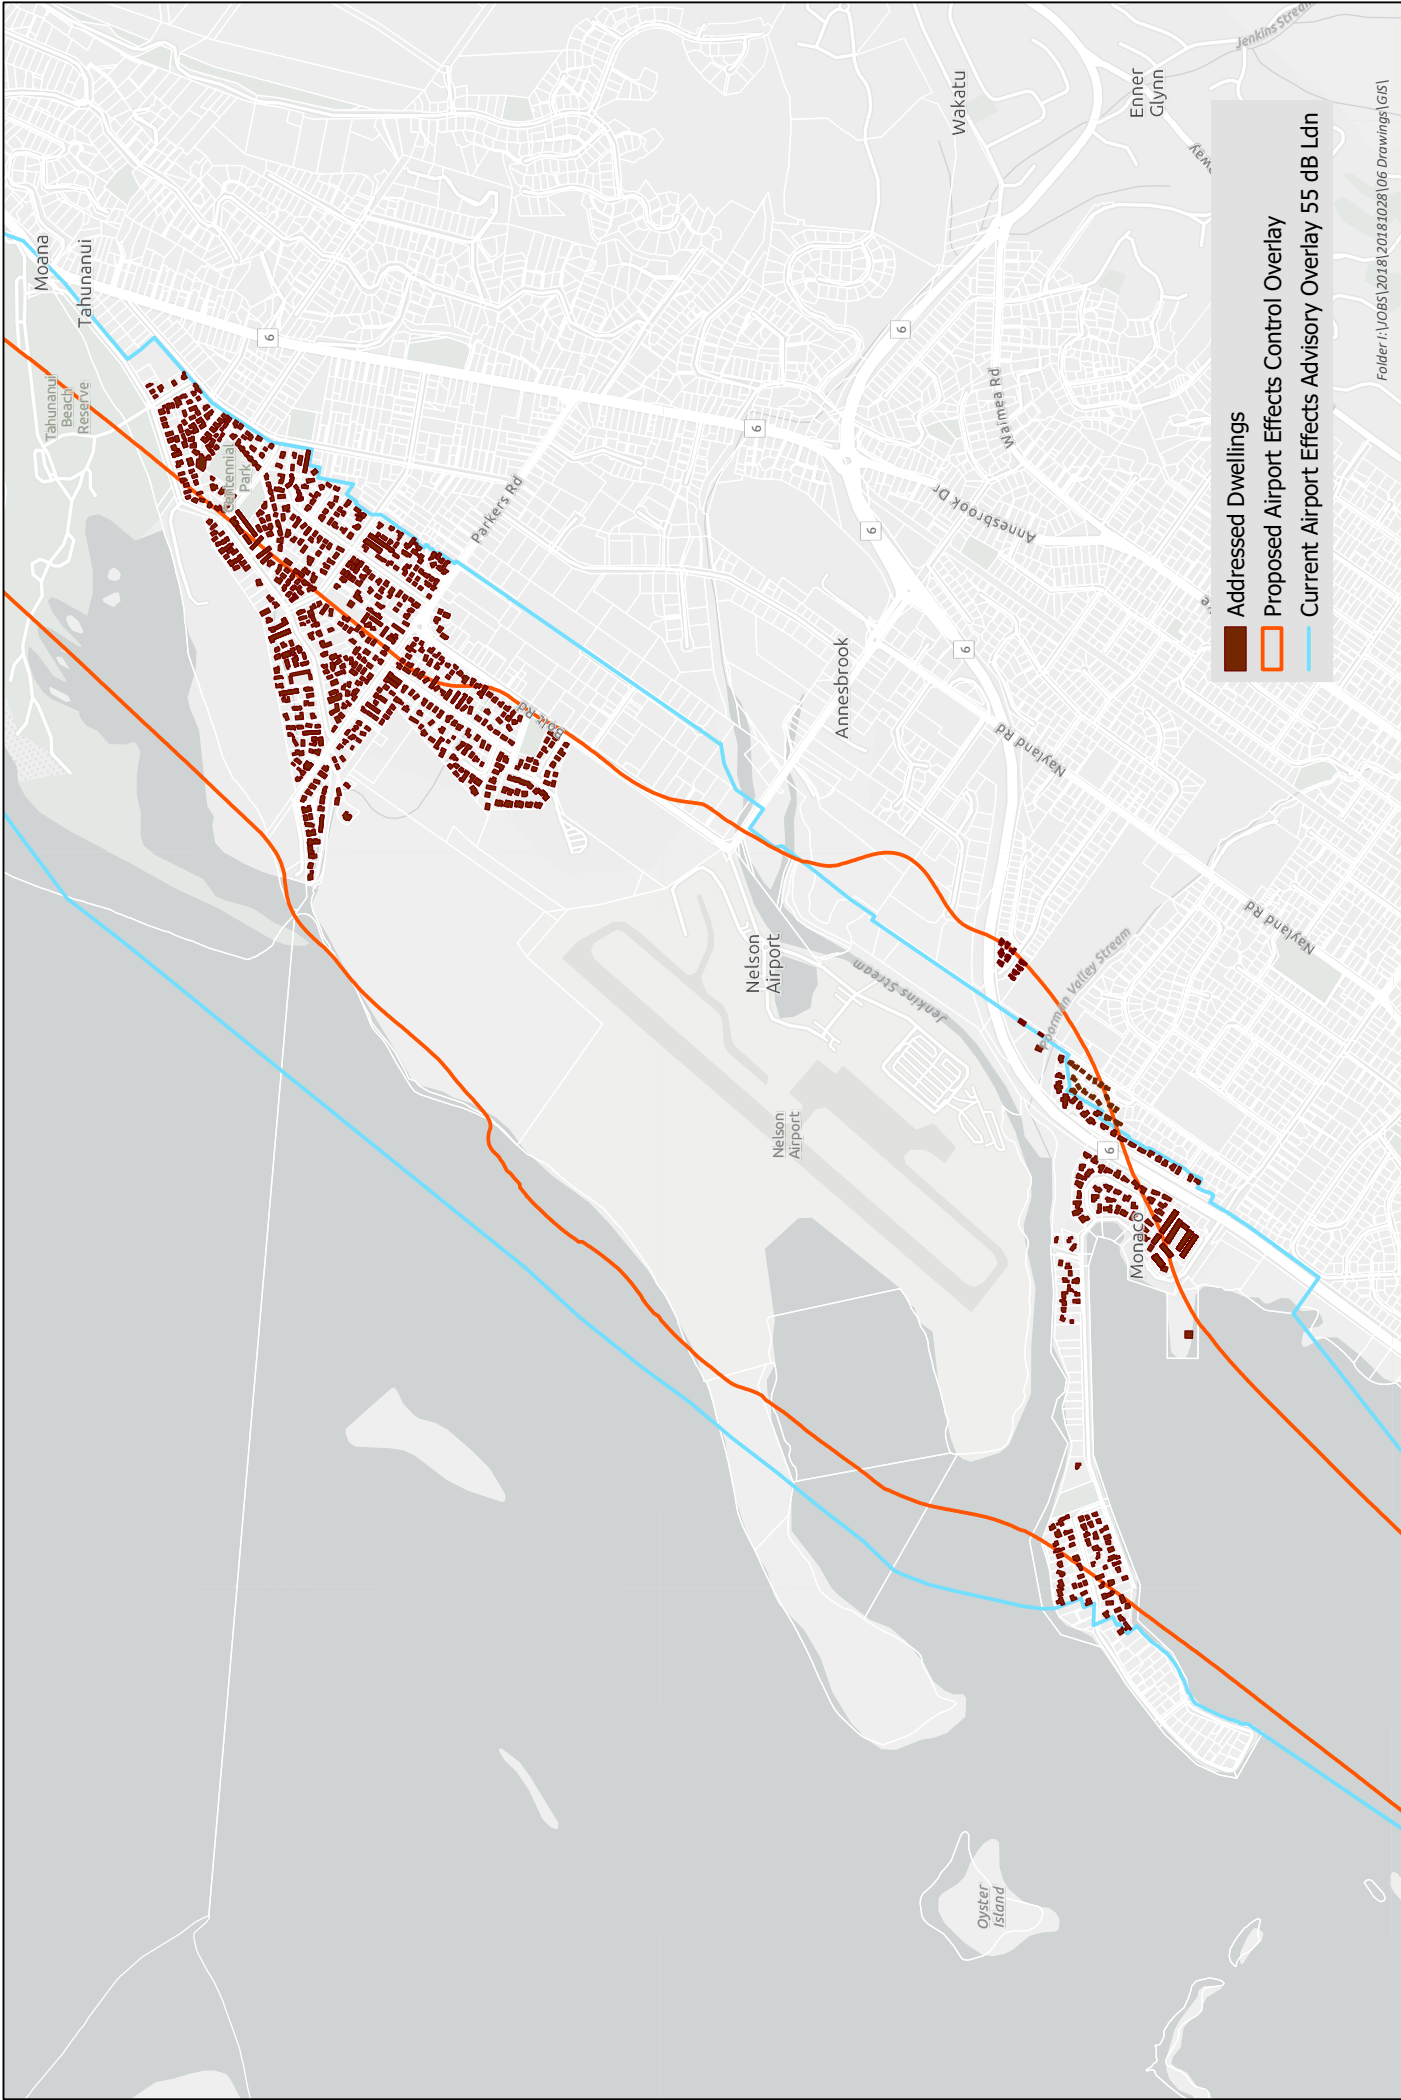 Moana
Tahunanui
Tahunanui
Beach
Reserve
Centennial
Park
6
Parkers Rd
Bolt Rd
6
6
6
6
Wakatu
Enner
Glynn
Jenkins Stream
Waimea Rd
Annesbrook Dr
Annesbrook
Nayland Rd
Nayland Rd
Nelson
Airport
Jenkins Stream
Nelson
Airport
Poorman Valley Stream
6
Monaco
Oyster
Island
Addressed Dwellings
Proposed Airport Effects Control Overlay
Current Airport Effects Advisory Overlay 55 dB Ldn
Folder I:\JOBS\2018\20181028\06 Drawings\GIS\